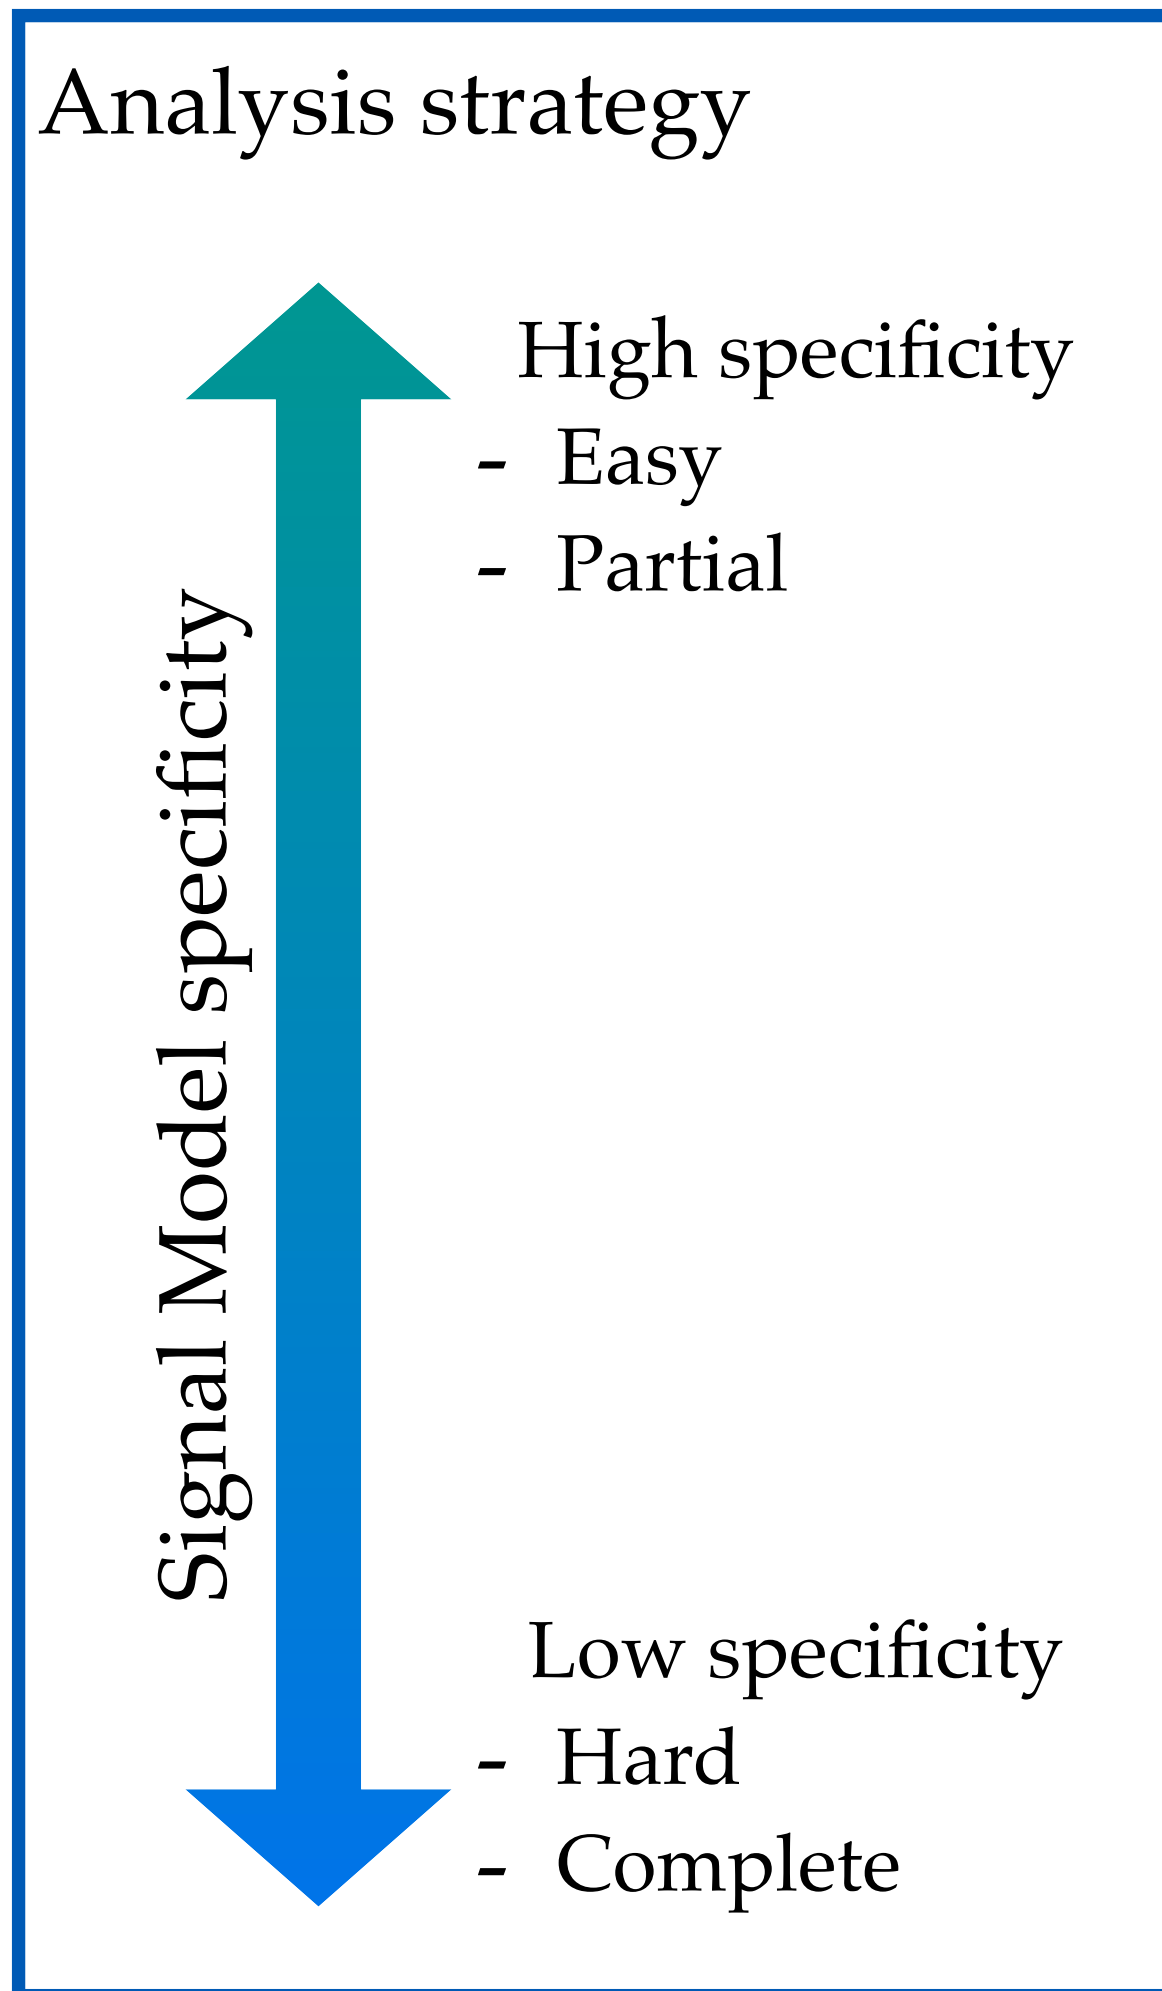 Analysis strategy
High specificity
- Easy
- Partial
Signal Model specificity
Low specificity
- Hard
- Complete